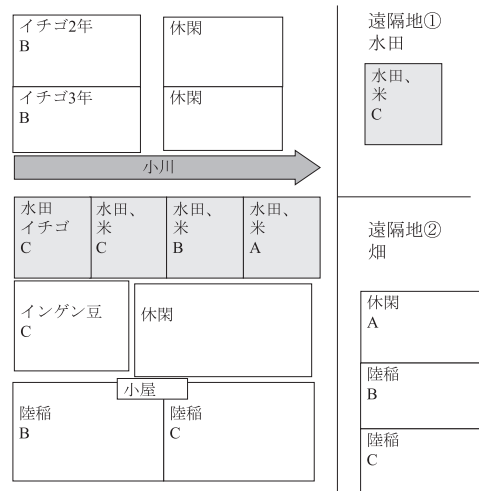 イチゴ2年
B
休閑
イチゴ3年
B
休閑
小川
水田
イチゴ
C
水田、
米
C
水田、
米
B
水田、
米
A
インゲン豆
C
休閑
小屋
陸稲
B
陸稲
C
遠隔地①
水田
水田、
米
C
遠隔地②
畑
休閑
A
陸稲
B
陸稲
C